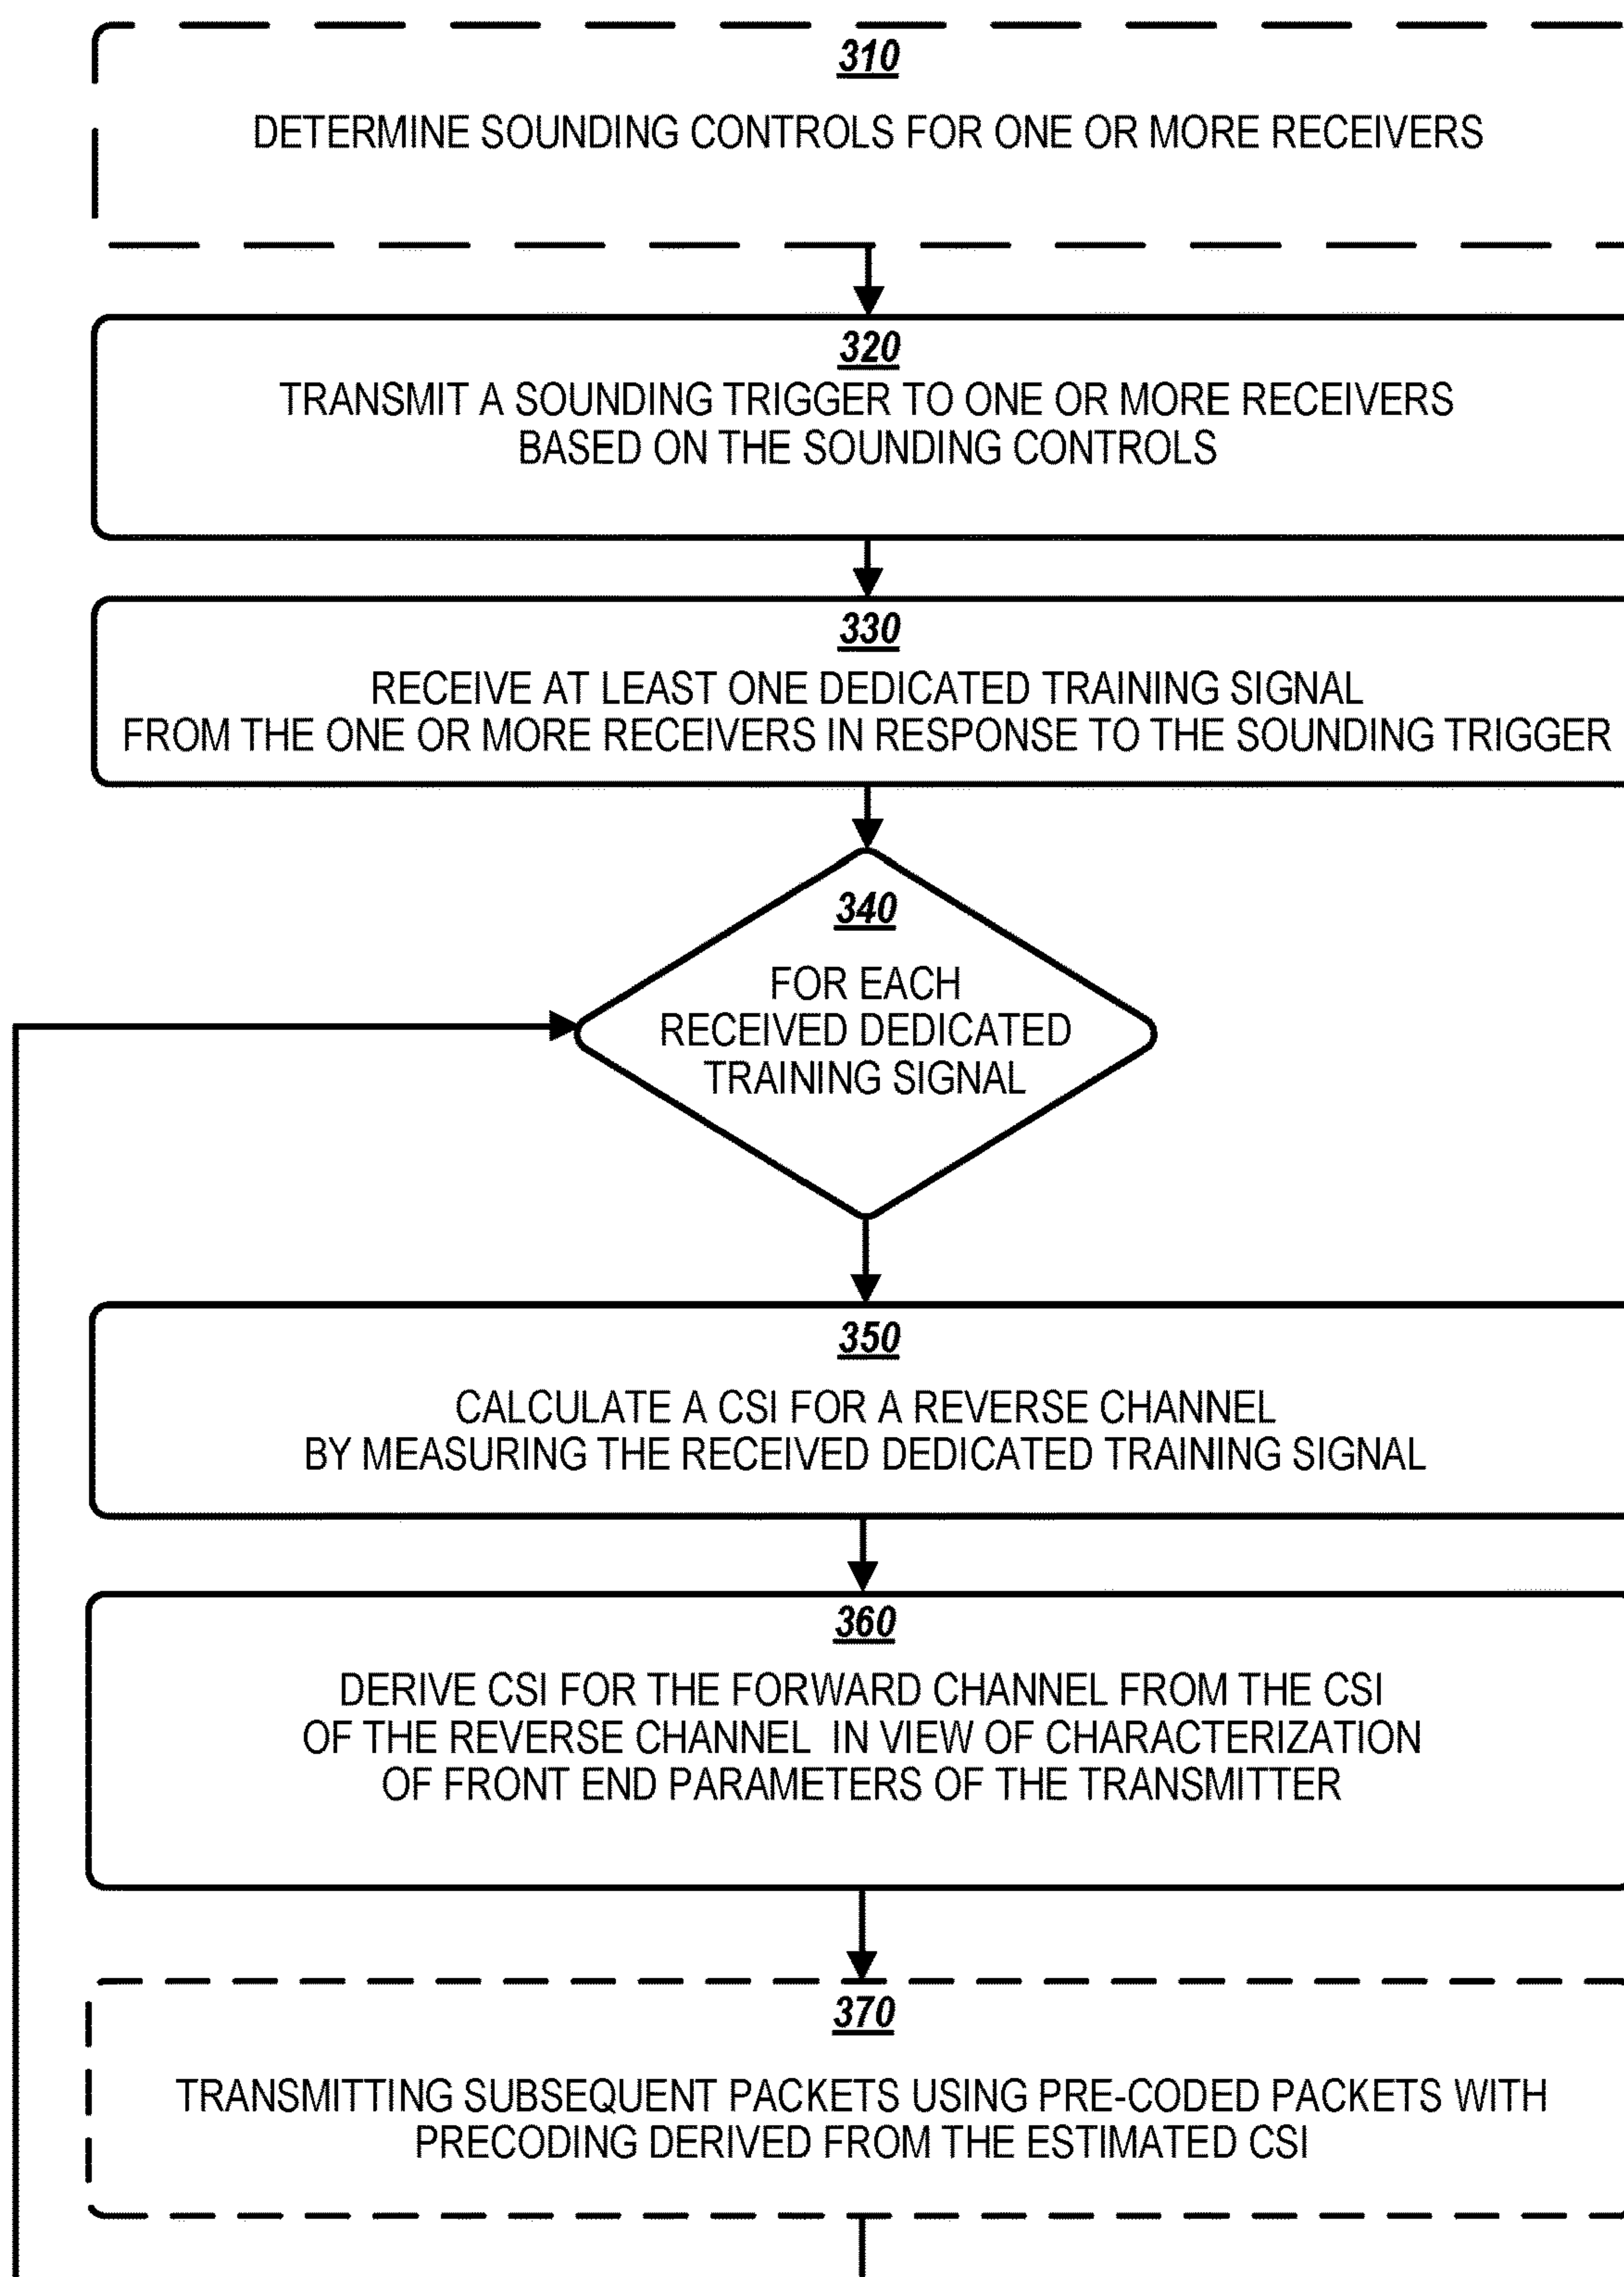 310
DETERMINE SOUNDING CONTROLS FOR ONE OR MORE RECEIVERS
320
TRANSMIT A SOUNDING TRIGGER TO ONE OR MORE RECEIVERS
BASED ON THE SOUNDING CONTROLS
330
RECEIVE AT LEAST ONE DEDICATED TRAINING SIGNAL
FROM THE ONE OR MORE RECEIVERS IN RESPONSE TO THE SOUNDING TRIGGER
340
FOR EACH
RECEIVED DEDICATED
TRAINING SIGNAL
350
CALCULATE A CSI FOR A REVERSE CHANNEL
BY MEASURING THE RECEIVED DEDICATED TRAINING SIGNAL
360
DERIVE CSI FOR THE FORWARD CHANNEL FROM THE CSI
OF THE REVERSE CHANNEL IN VIEW OF CHARACTERIZATION
OF FRONT END PARAMETERS OF THE TRANSMITTER
370
TRANSMITTING SUBSEQUENT PACKETS USING PRE-CODED PACKETS WITH
PRECODING DERIVED FROM THE ESTIMATED CSI